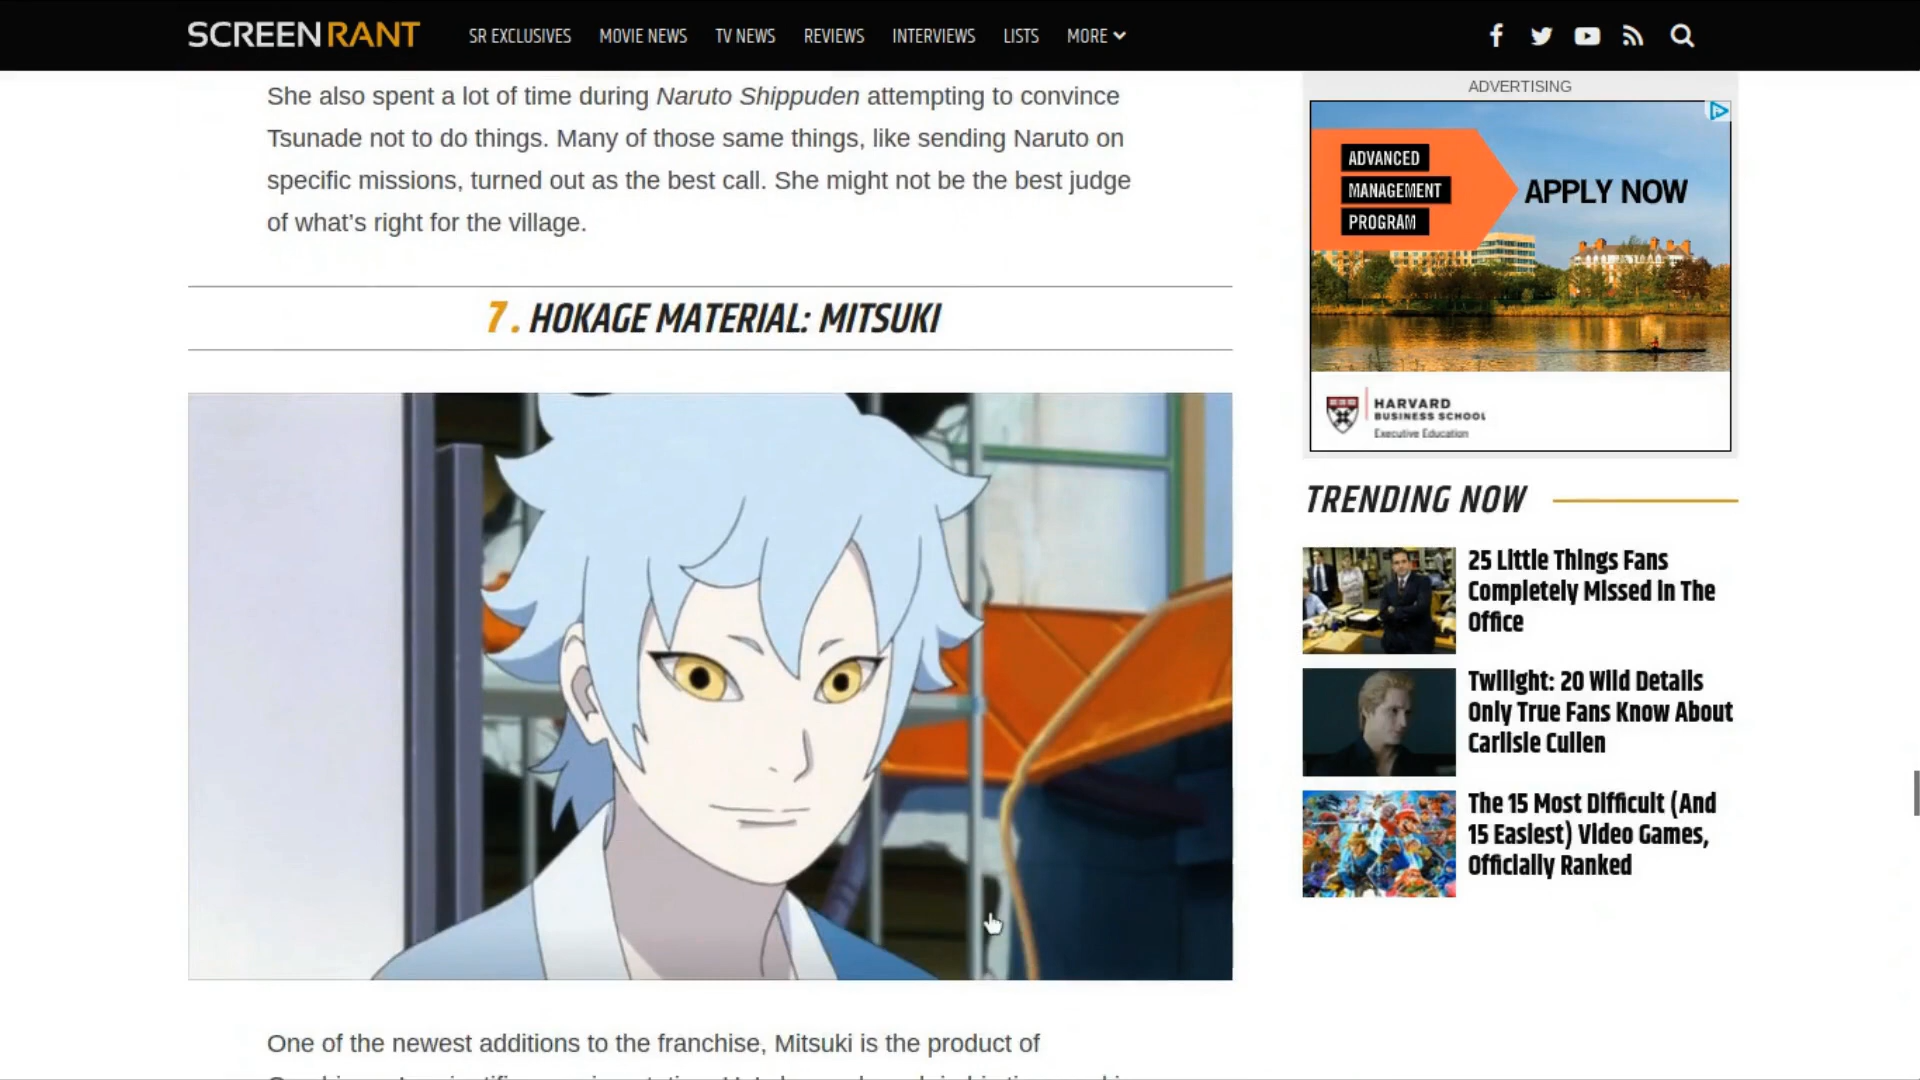 SCREENRANT
SR EXCLUSIVES MOVIE NEWS TV NEWS REVIEWS INTERVIEWS LISTS MORE
She also spent a lot of time during Naruto Shippuden attempting to convince
Tsunade not to do things. Many of those same things, like sending Naruto on
specific missions, turned out as the best call. She might not be the best judge
of what’s right for the village.
7. HOKAGE MATERIAL: MITSUKI
One of the newest additions to the franchise, Mitsuki is the product of
ADVERTISING
ADVANCED
MANAGEMENT
PROGRAM
APPLY NOW
HARVARD
BUSINESS SCHOOL
Executive Education
TRENDING NOW
25 Little Things Fans
Completely Missed In The
Office
Twilight: 20 Wild Details
Only True Fans Know About
Carlisle Cullen
The 15 Most Difficult (And
15 Easiest) Video Games,
Officially Ranked